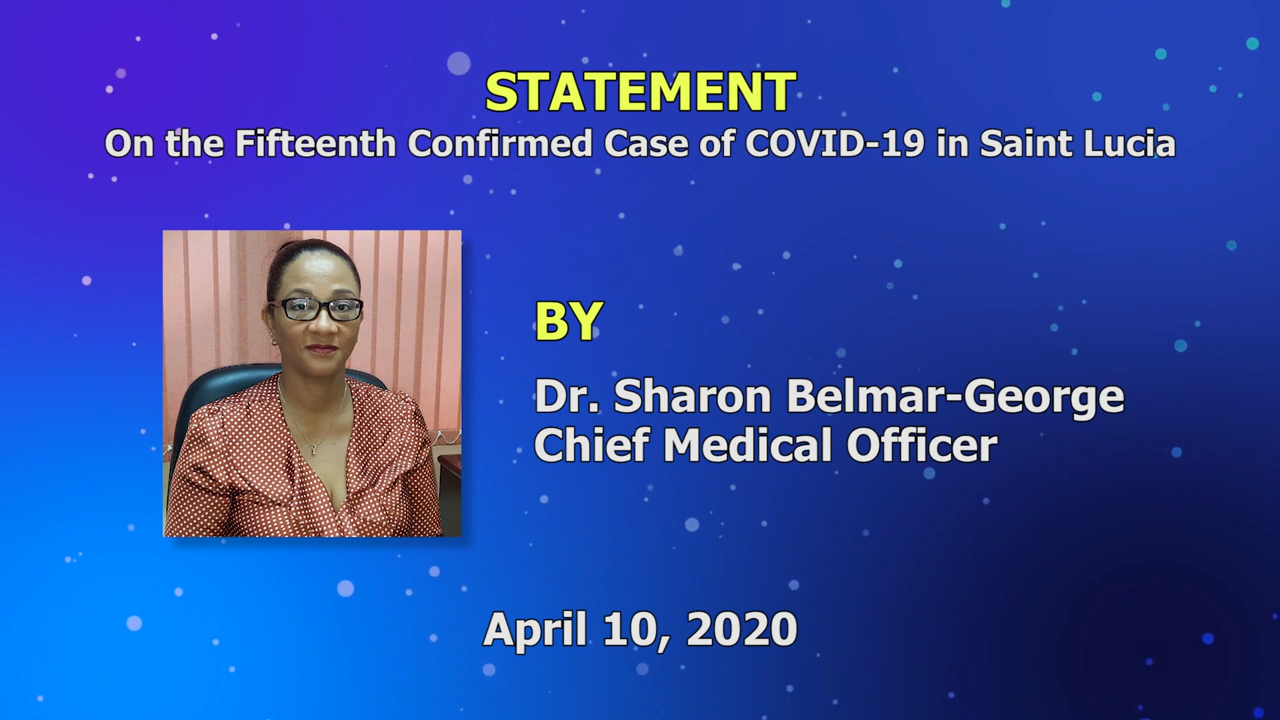 STATEMENT
On the Fifteenth Confirmed Case of COVID-19 in Saint Lucia
BY
Dr. Sharon Belmar-George
Chief Medical Officer
April 10, 2020